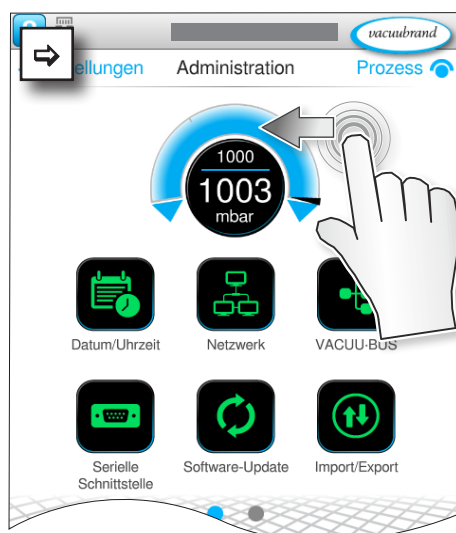 vacuubrand
ellungen Administration Prozess
1000
1003
mbar
Datum/Uhrzeit Netzwerk VACUU·BUS
Serielle Schnittstelle Software-Update Import/Export